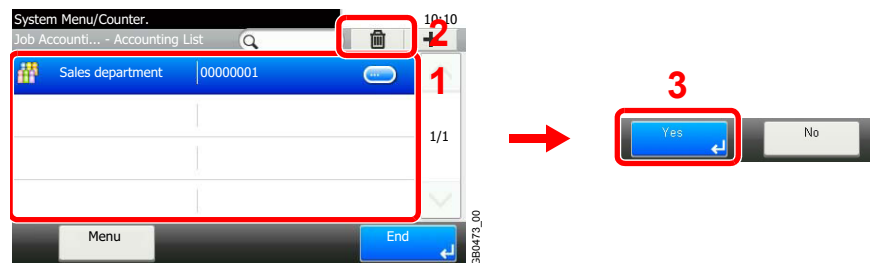 System Menu/Counter. 10:10
Job Accounti... - Accounting List
2
Sales department 00000001 ...
1
1/1
Menu End
GB0473_00
3
Yes No